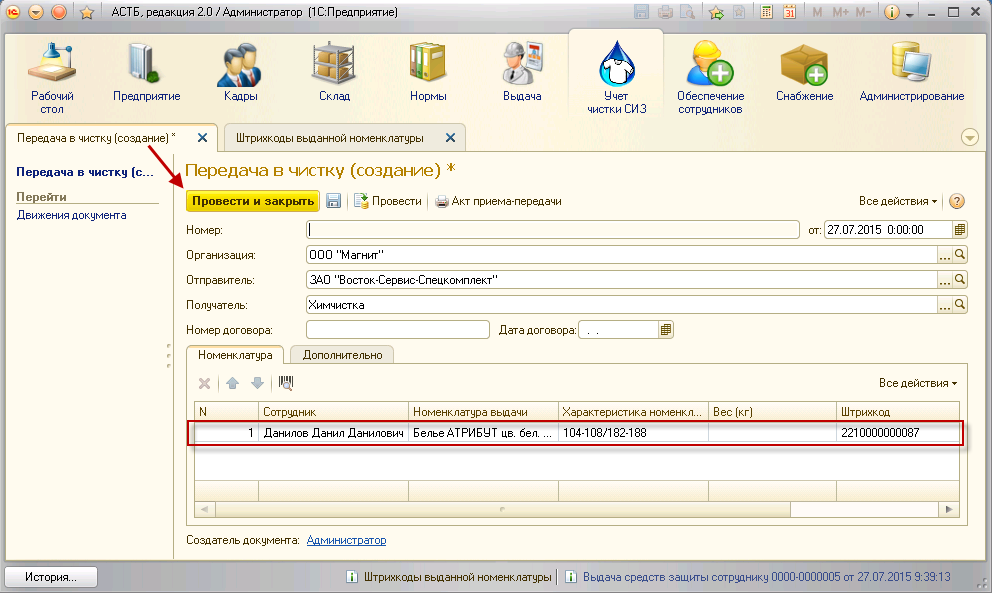 АСТБ, редакция 2.0 / Администратор (1С:Предприятие)
M M+ M-
Рабочий стол
Предприятие
Кадры
Склад
Нормы
Выдача
Учет чистки СИЗ
Обеспечение сотрудников
Снабжение
Администрирование
Передача в чистку (создание) *
Штрихкоды выданной номенклатуры
Передача в чистку (с...
Перейти
Движения документа
Передача в чистку (создание) *
Провести и закрыть Провести Акт приема-передачи Все действия
Номер: от: 27.07.2015 0:00:00
Организация: ООО "Магнит"
Отправитель: ЗАО "Восток-Сервис-Спецкомплект"
Получатель: Химчистка
Номер договора: Дата договора: . .
Номенклатура Дополнительно
Все действия
N Сотрудник Номенклатура выдачи Характеристика номенкл... Вес (кг) Штрихкод
1 Данилов Данил Данилович Белье АТРИБУТ цв. бел. ... 104-108/182-188 2210000000087
Создатель документа: Администратор
История... Штрихкоды выданной номенклатуры Выдача средств защиты сотруднику 0000-0000005 от 27.07.2015 9:39:13